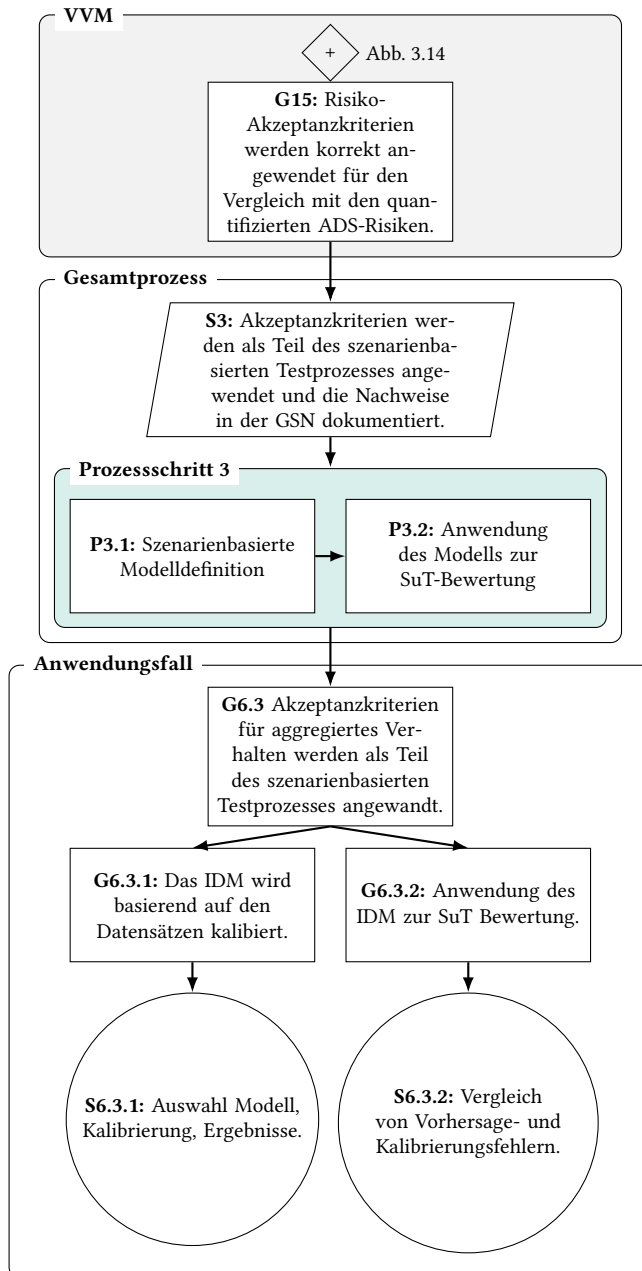 VVM
+ Abb. 3.14
G15: Risiko-
Akzeptanzkriterien
werden korrekt an-
gewendet für den
Vergleich mit den quan-
tifizierten ADS-Risiken.
Gesamtprozess
S3: Akzeptanzkriterien wer-
den als Teil des szenarienba-
sierten Testprozesses ange-
wendet und die Nachweise
in der GSN dokumentiert.
Prozessschritt 3
P3.1: Szenarienbasierte
Modelldefinition
P3.2: Anwendung
des Modells zur
SuT-Bewertung
Anwendungsfall
G6.3 Akzeptanzkriterien
für aggregiertes Ver-
halten werden als Teil
des szenarienbasierten
Testprozesses angewandt.
G6.3.1: Das IDM wird
basierend auf den
Datensätzen kalibiert.
G6.3.2: Anwendung des
IDM zur SuT Bewertung.
S6.3.1: Auswahl Modell,
Kalibrierung, Ergebnisse.
S6.3.2: Vergleich
von Vorhersage- und
Kalibrierungsfehlern.